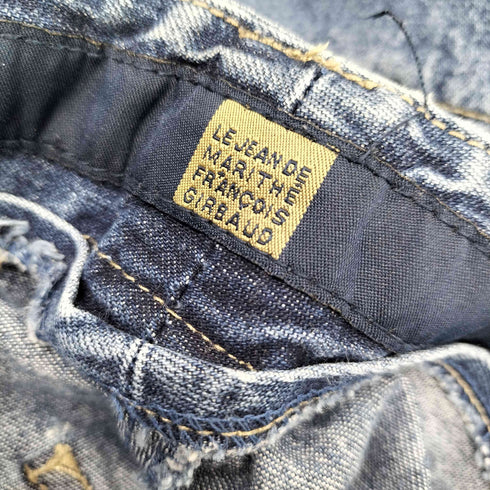 LE JEAN DE
MARITHÉ
FRANÇOIS
GIRBAUD